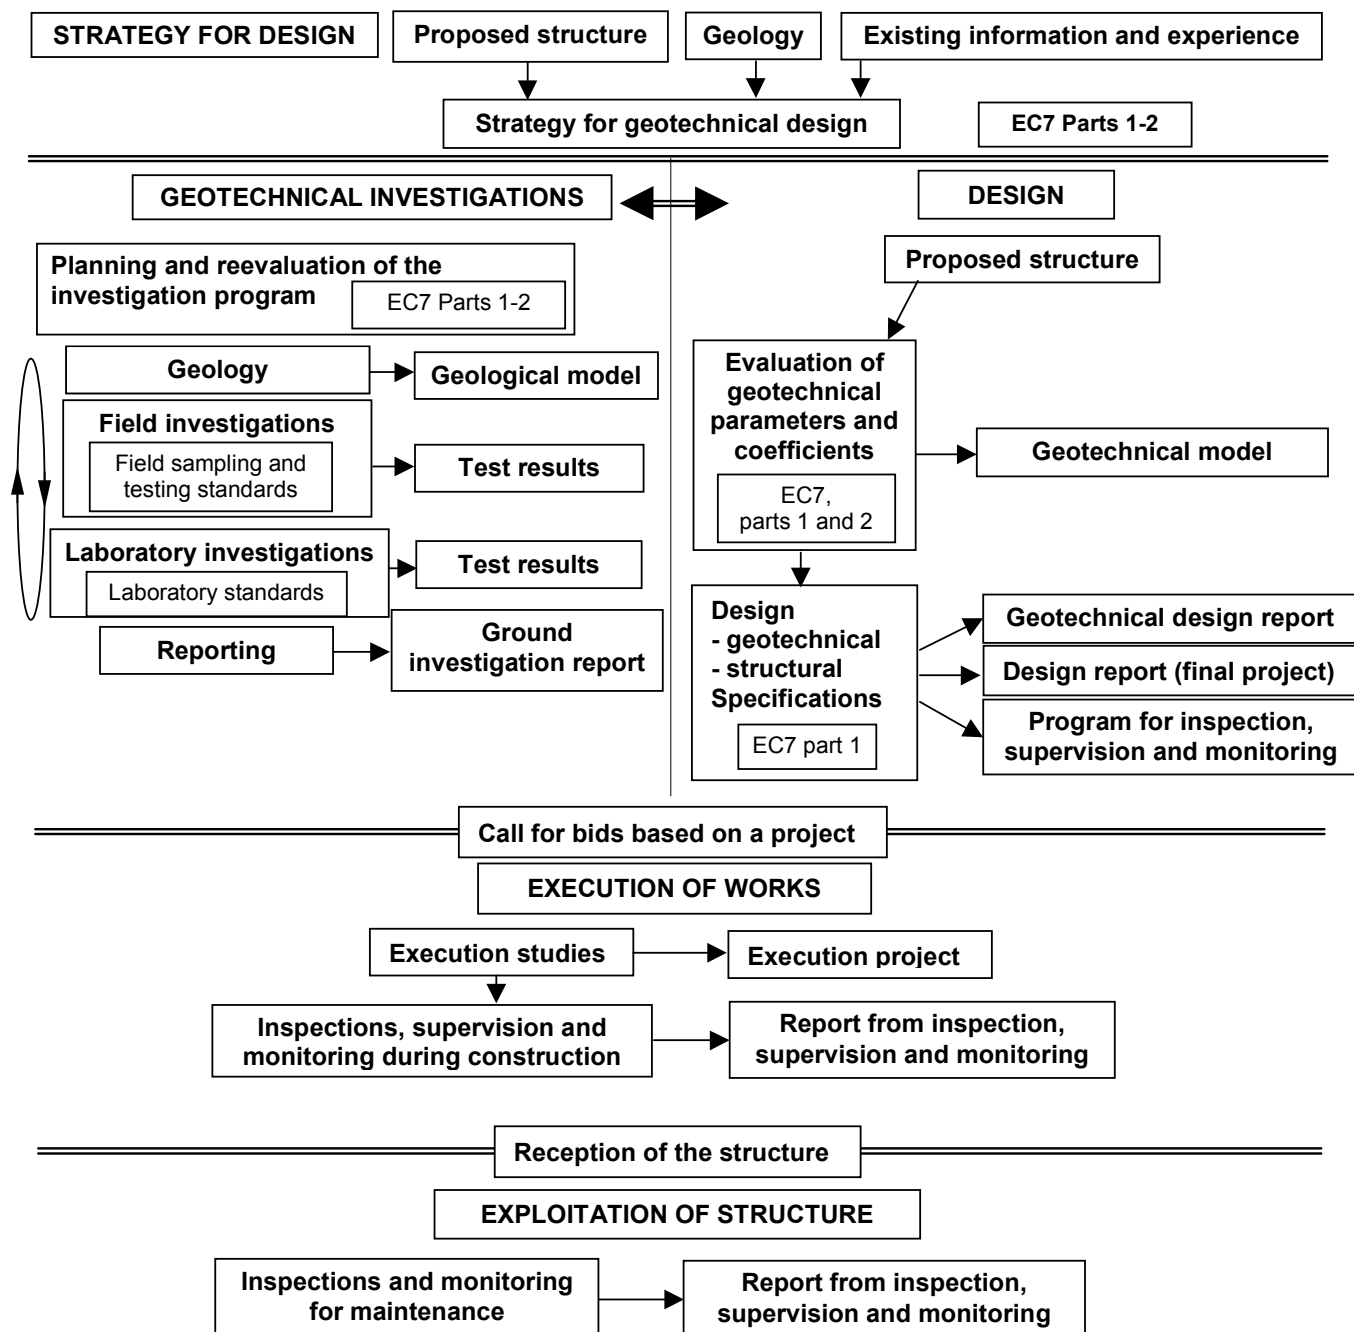 STRATEGY FOR DESIGN
Proposed structure
Geology
Existing information and experience
Strategy for geotechnical design
EC7 Parts 1-2
GEOTECHNICAL INVESTIGATIONS
DESIGN
Planning and reevaluation of the
investigation program
EC7 Parts 1-2
Geology
Geological model
Field investigations
Field sampling and
testing standards
Test results
Laboratory investigations
Laboratory standards
Test results
Reporting
Ground
investigation report
Proposed structure
Evaluation of
geotechnical
parameters and
coefficients
EC7,
parts 1 and 2
Geotechnical model
Design
- geotechnical
- structural
Specifications
EC7 part 1
Geotechnical design report
Design report (final project)
Program for inspection,
supervision and monitoring
Call for bids based on a project
EXECUTION OF WORKS
Execution studies
Execution project
Inspections, supervision and
monitoring during construction
Report from inspection,
supervision and monitoring
Reception of the structure
EXPLOITATION OF STRUCTURE
Inspections and monitoring
for maintenance
Report from inspection,
supervision and monitoring